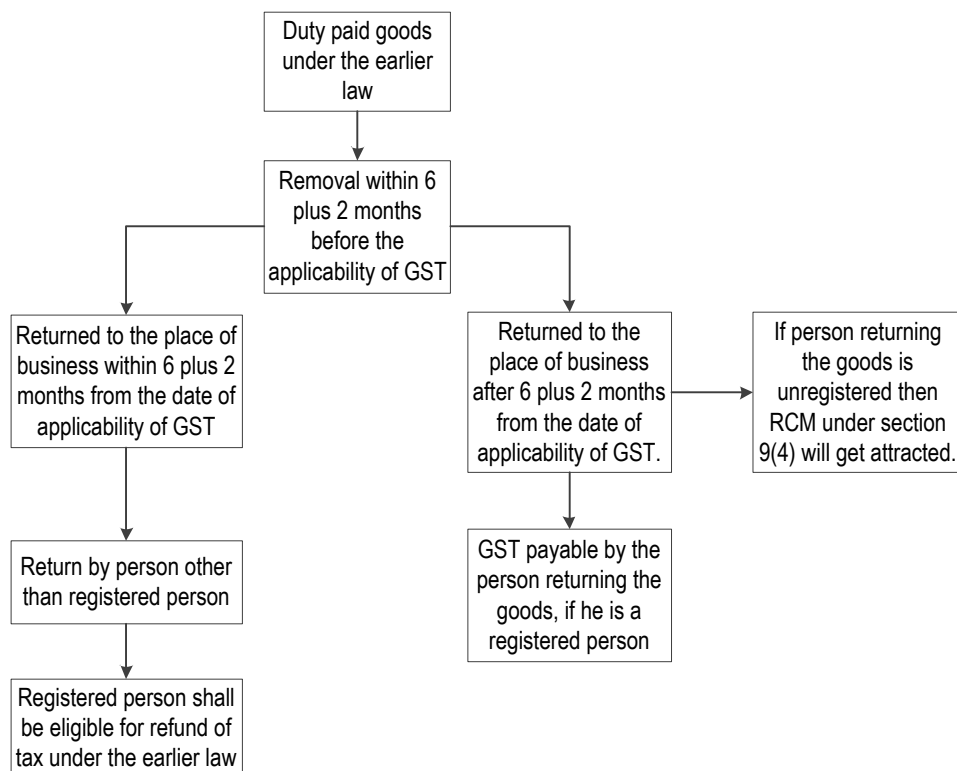 Duty paid goods
under the earlier
law
Removal within 6
plus 2 months
before the
applicability of GST
Returned to the place of
business within 6 plus 2
months from the date of
applicability of GST
Returned to the
place of business
after 6 plus 2 months
from the date of
applicability of GST.
If person returning
the goods is
unregistered then
RCM under section
9(4) will get attracted.
Return by person other
than registered person
GST payable by the
person returning the
goods, if he is a
registered person
Registered person shall
be eligible for refund of
tax under the earlier law